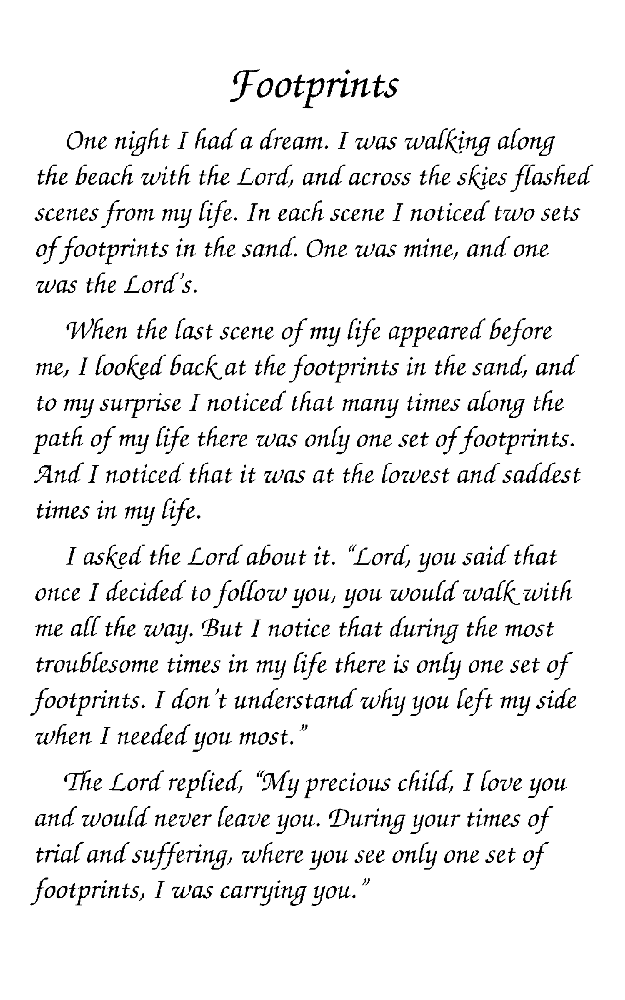 Footprints
One night I had a dream. I was walking along
the beach with the Lord, and across the skies flashed
scenes from my life. In each scene I noticed two sets
of footprints in the sand. One was mine, and one
was the Lord’s.
When the last scene of my life appeared before
me, I looked back at the footprints in the sand, and
to my surprise I noticed that many times along the
path of my life there was only one set of footprints.
And I noticed that it was at the lowest and saddest
times in my life.
I asked the Lord about it. “Lord, you said that
once I decided to follow you, you would walk with
me all the way. But I notice that during the most
troublesome times in my life there is only one set of
footprints. I don’t understand why you left my side
when I needed you most.”
The Lord replied, “My precious child, I love you
and would never leave you. During your times of
trial and suffering, where you see only one set of
footprints, I was carrying you.”